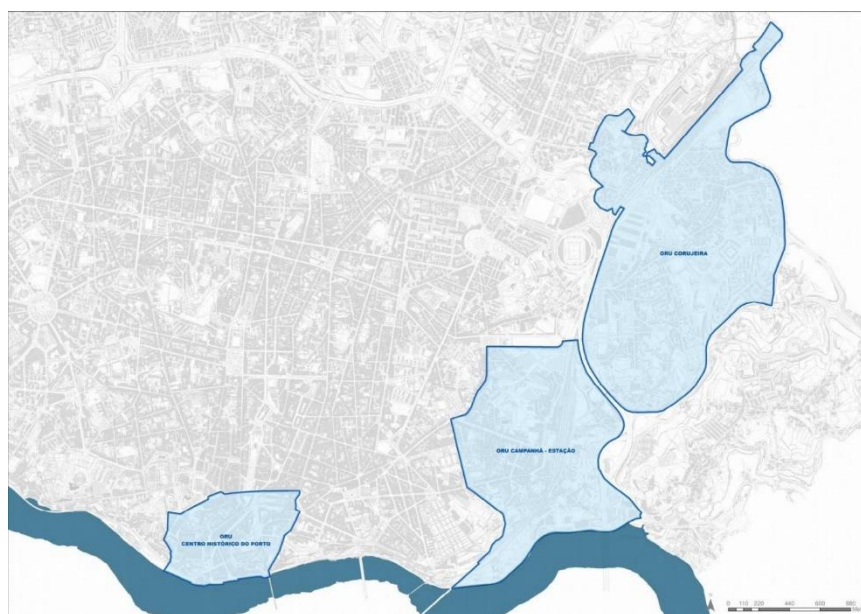 ORU CORUJEIRA
ORU CAMPANHÃ - ESTAÇÃO
ORU
CENTRO HISTÓRICO DO PORTO
0 110 220 440 660 880